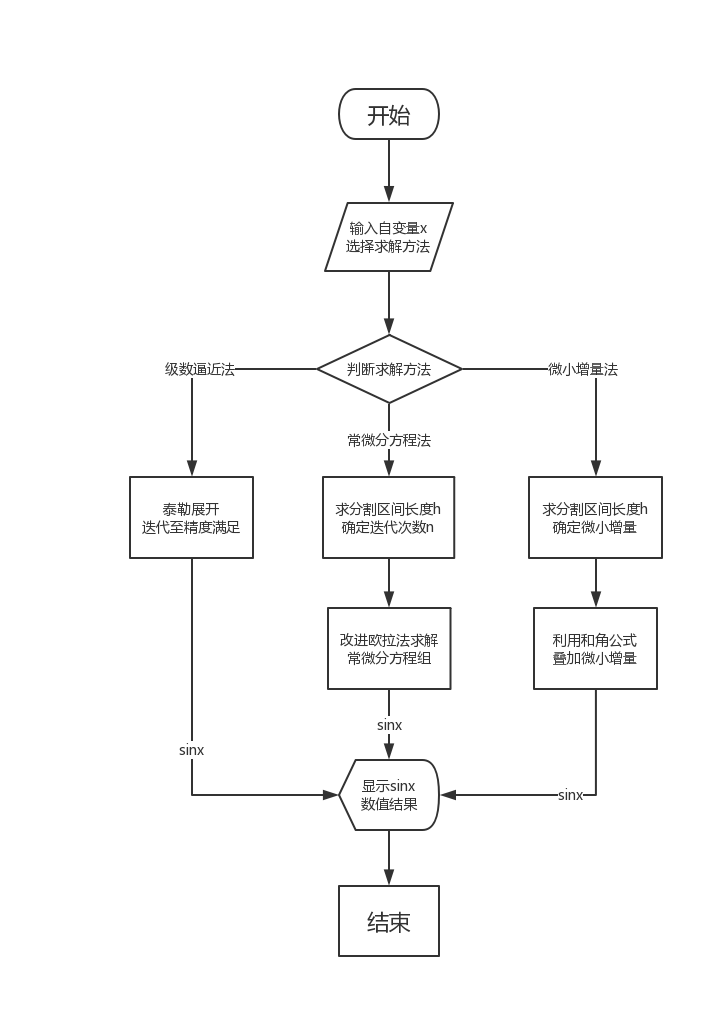 开始
输入自变量x
选择求解方法
级数逼近法
判断求解方法
微小增量法
常微分方程法
泰勒展开
迭代至精度满足
求分割区间长度h
确定迭代次数n
求分割区间长度h
确定微小增量
改进欧拉法求解
常微分方程组
利用和角公式
叠加微小增量
sinx
sinx
显示sinx
数值结果
sinx
结束